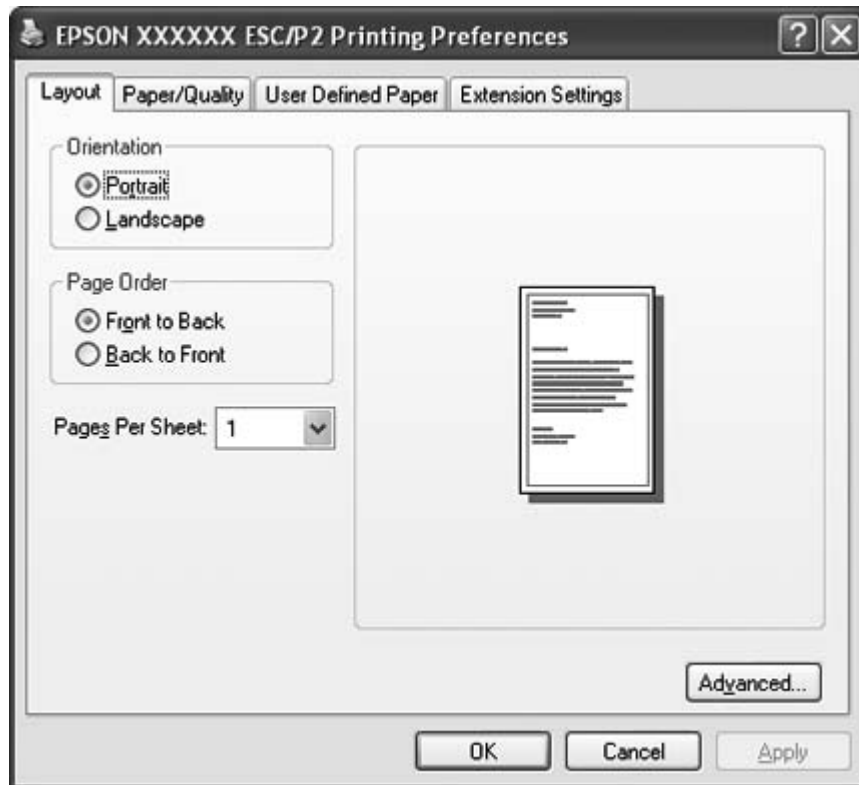 EPSON XXXXXX ESC/P2 Printing Preferences
Layout Paper/Quality User Defined Paper Extension Settings
Orientation
Portrait
Landscape
Page Order
Front to Back
Back to Front
Pages Per Sheet: 1
Advanced...
OK Cancel Apply